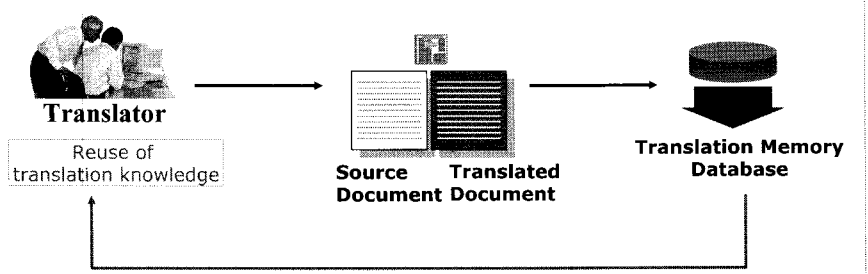 Translator
Reuse of
translation knowledge
Source Translated
Document Document
Translation Memory
Database